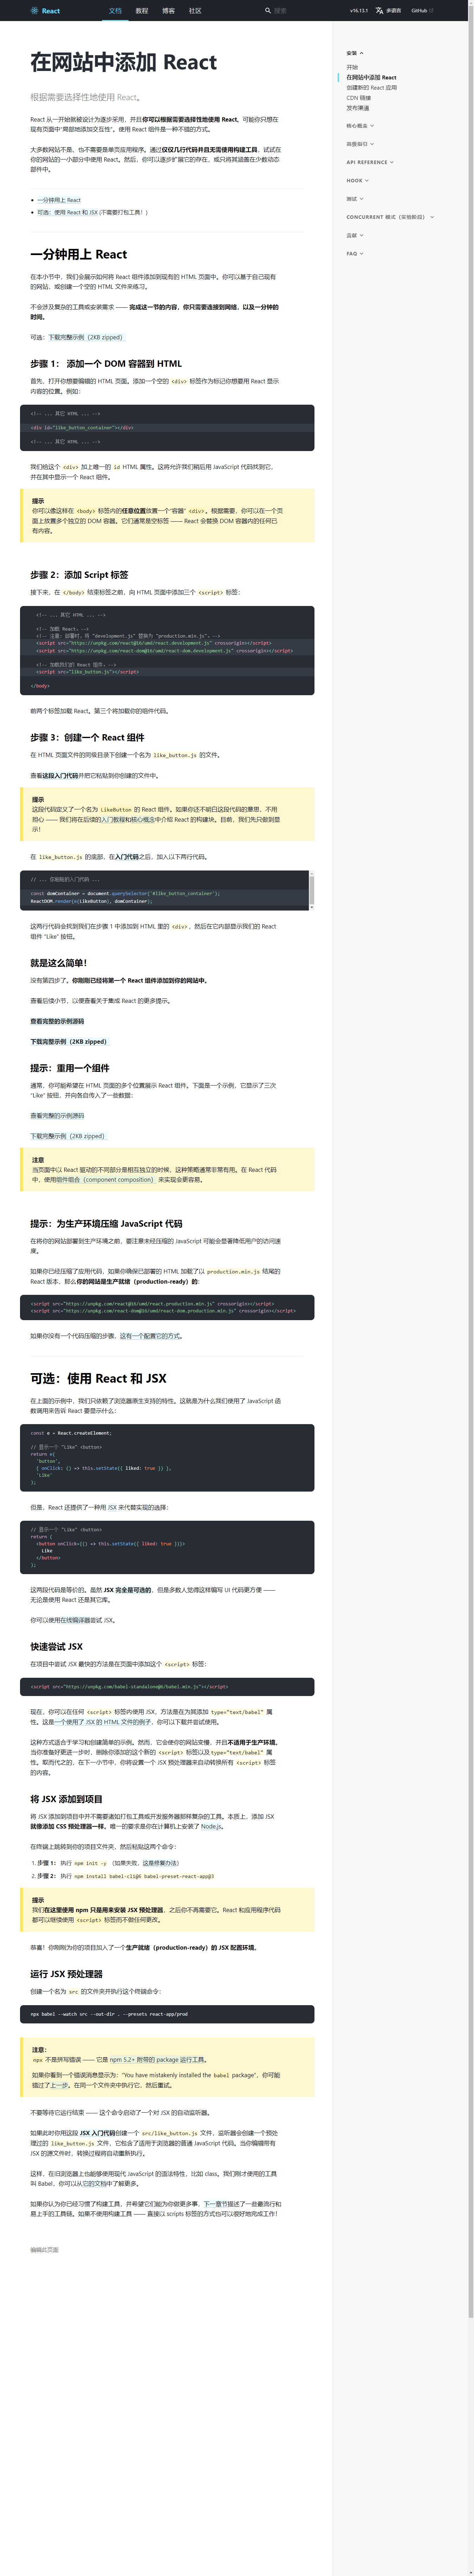 React
文档
教程
博客
社区
搜索
v16.13.1
多语言
GitHub
在网站中添加 React
根据需要选择性地使用 React。
React 从一开始就被设计为逐步采用，并且你可以根据需要选择性地使用 React。可能你只想在
现有页面中“局部地添加交互性”。使用 React 组件是一种不错的方式。
大多数网站不是、也不需要是单页应用程序。通过仅仅几行代码并且无需使用构建工具，试试在
你的网站的一小部分中使用 React。然后，你可以逐步扩展它的存在，或只将其涵盖在少数动态
部件中。
一分钟用上 React
可选：使用 React 和 JSX (不需要打包工具！)
一分钟用上 React
在本小节中，我们会展示如何将 React 组件添加到现有的 HTML 页面中。你可以基于自己现有
的网站，或创建一个空的 HTML 文件来练习。
不会涉及复杂的工具或安装需求 —— 完成这一节的内容，你只需要连接到网络，以及一分钟的
时间。
可选：下载完整示例（2KB zipped）
步骤 1： 添加一个 DOM 容器到 HTML
首先，打开你想要编辑的 HTML 页面。添加一个空的 <div> 标签作为标记你想要用 React 显示
内容的位置。例如：
<!-- ... 其它 HTML ... -->
<div id="like_button_container"></div>
<!-- ... 其它 HTML ... -->
我们给这个 <div> 加上唯一的 id HTML 属性。这将允许我们稍后用 JavaScript 代码找到它，
并在其中显示一个 React 组件。
提示
你可以像这样在 <body> 标签内的任意位置放置一个“容器” <div>。根据需要，你可以在一个页
面上放置多个独立的 DOM 容器。它们通常是空标签 —— React 会替换 DOM 容器内的任何已
有内容。
步骤 2：添加 Script 标签
接下来，在 </body> 结束标签之前，向 HTML 页面中添加三个 <script> 标签：
<!-- ... 其它 HTML ... -->
<!-- 加载 React。-->
<!-- 注意: 部署时，将 "development.js" 替换为 "production.min.js"。-->
<script src="https://unpkg.com/react@16/umd/react.development.js" crossorigin></script>
<script src="https://unpkg.com/react-dom@16/umd/react-dom.development.js" crossorigin></script>
<!-- 加载我们的 React 组件。-->
<script src="like_button.js"></script>
</body>
前两个标签加载 React。第三个将加载你的组件代码。
步骤 3：创建一个 React 组件
在 HTML 页面文件的同级目录下创建一个名为 like_button.js 的文件。
查看这段入门代码并把它粘贴到你创建的文件中。
提示
这段代码定义了一个名为 LikeButton 的 React 组件。如果你还不明白这段代码的意思，不用
担心 —— 我们将在后续的入门教程和核心概念中介绍 React 的构建块。目前，我们先只做到显
示！
在 like_button.js 的底部，在入门代码之后，加入以下两行代码。
// ... 你粘贴的入门代码 ...
const domContainer = document.querySelector('#like_button_container');
ReactDOM.render(e(LikeButton), domContainer);
这两行代码会找到我们在步骤 1 中添加到 HTML 里的 <div>，然后在它内部显示我们的 React
组件 “Like” 按钮。
就是这么简单！
没有第四步了。你刚刚已经将第一个 React 组件添加到你的网站中。
查看后续小节，以便查看关于集成 React 的更多提示。
查看完整的示例源码
下载完整示例（2KB zipped）
提示：重用一个组件
通常，你可能希望在 HTML 页面的多个位置展示 React 组件。下面是一个示例，它显示了三次
“Like” 按钮，并向各自传入了一些数据：
查看完整的示例源码
下载完整示例（2KB zipped）
注意
当页面中以 React 驱动的不同部分是相互独立的时候，这种策略通常非常有用。在 React 代码
中，使用组件组合（component composition） 来实现会更容易。
提示：为生产环境压缩 JavaScript 代码
在将你的网站部署到生产环境之前，要注意未经压缩的 JavaScript 可能会显著降低用户的访问速
度。
如果你已经压缩了应用代码，如果你确保已部署的 HTML 加载了以 production.min.js 结尾的
React 版本，那么你的网站是生产就绪（production-ready）的:
<script src="https://unpkg.com/react@16/umd/react.production.min.js" crossorigin></script>
<script src="https://unpkg.com/react-dom@16/umd/react-dom.production.min.js" crossorigin></script>
如果你没有一个代码压缩的步骤，这有一个配置它的方式。
可选：使用 React 和 JSX
在上面的示例中，我们只依赖了浏览器原生支持的特性。这就是为什么我们使用了 JavaScript 函
数调用来告诉 React 要显示什么：
const e = React.createElement;
// 显示一个 "Like" <button>
return e(
'button',
{ onClick: () => this.setState({ liked: true }) },
'Like'
);
但是，React 还提供了一种用 JSX 来代替实现的选择：
// 显示一个 "Like" <button>
return (
<button onClick={() => this.setState({ liked: true })}>
Like
</button>
);
这两段代码是等价的。虽然 JSX 完全是可选的，但是多数人觉得这样编写 UI 代码更方便 ——
无论是使用 React 还是其它库。
你可以使用在线编译器尝试 JSX。
快速尝试 JSX
在项目中尝试 JSX 最快的方法是在页面中添加这个 <script> 标签：
<script src="https://unpkg.com/babel-standalone@6/babel.min.js"></script>
现在，你可以在任何 <script> 标签内使用 JSX，方法是在为其添加 type="text/babel" 属
性。这是一个使用了 JSX 的 HTML 文件的例子，你可以下载并尝试使用。
这种方式适合于学习和创建简单的示例。然而，它会使你的网站变慢，并且不适用于生产环境。
当你准备好更进一步时，删除你添加的这个新的 <script> 标签以及type="text/babel" 属
性。取而代之的，在下一小节中，你将设置一个 JSX 预处理器来自动转换所有 <script> 标签
的内容。
将 JSX 添加到项目
将 JSX 添加到项目中并不需要诸如打包工具或开发服务器那样复杂的工具。本质上，添加 JSX
就像添加 CSS 预处理器一样。唯一的要求是你在计算机上安装了 Node.js。
在终端上跳转到你的项目文件夹，然后粘贴这两个命令：
1. 步骤 1： 执行 npm init -y （如果失败，这是修复办法）
2. 步骤 2： 执行 npm install babel-cli@6 babel-preset-react-app@3
提示
我们在这里使用 npm 只是用来安装 JSX 预处理器，之后你不再需要它。React 和应用程序代码
都可以继续使用 <script> 标签而不做任何更改。
恭喜！你刚刚为你的项目加入了一个生产就绪（production-ready）的 JSX 配置环境。
运行 JSX 预处理器
创建一个名为 src 的文件夹并执行这个终端命令：
npx babel --watch src --out-dir . --presets react-app/prod
注意：
npx 不是拼写错误 —— 它是 npm 5.2+ 附带的 package 运行工具。
如果你看到一个错误消息显示为：“You have mistakenly installed the babel package”，你可能
错过了上一步。在同一个文件夹中执行它，然后重试。
不要等待它运行结束 —— 这个命令启动了一个对 JSX 的自动监听器。
如果此时你用这段 JSX 入门代码创建一个 src/like_button.js 文件，监听器会创建一个预处
理过的 like_button.js 文件，它包含了适用于浏览器的普通 JavaScript 代码。当你编辑带有
JSX 的源文件时，转换过程将自动重新执行。
这样，在旧浏览器上也能够使用现代 JavaScript 的语法特性，比如 class。我们刚才使用的工具
叫 Babel，你可以从它的文档中了解更多。
如果你认为你已经习惯了构建工具，并希望它们能为你做更多事，下一章节描述了一些最流行和
易上手的工具链。如果不使用构建工具 —— 直接以 scripts 标签的方式也可以很好地完成工作！
编辑此页面
安装
开始
在网站中添加 React
创建新的 React 应用
CDN 链接
发布渠道
核心概念
高级指引
API REFERENCE
HOOK
测试
CONCURRENT 模式（实验阶段）
贡献
FAQ